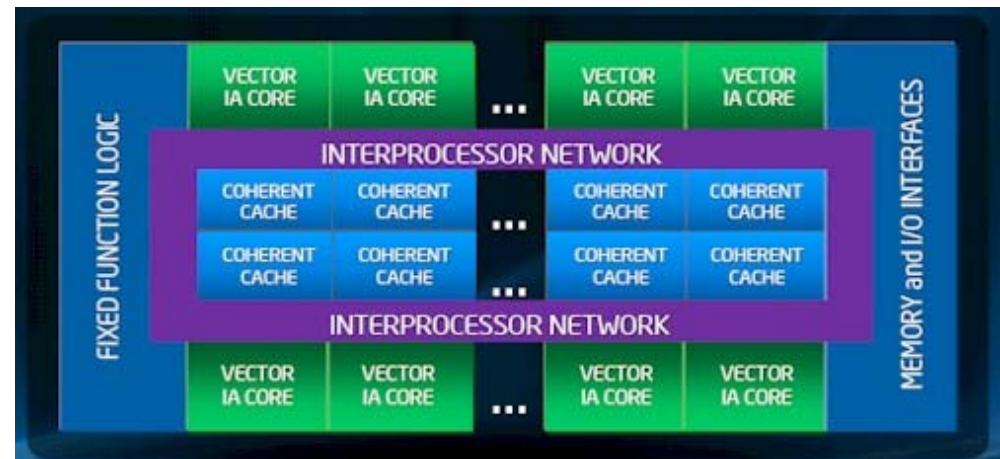 FIXED FUNCTION LOGIC
VECTOR
IA CORE
VECTOR
IA CORE
...
VECTOR
IA CORE
VECTOR
IA CORE
INTERPROCESSOR NETWORK
COHERENT
CACHE
COHERENT
CACHE
...
COHERENT
CACHE
COHERENT
CACHE
COHERENT
CACHE
COHERENT
CACHE
...
COHERENT
CACHE
COHERENT
CACHE
INTERPROCESSOR NETWORK
VECTOR
IA CORE
VECTOR
IA CORE
...
VECTOR
IA CORE
VECTOR
IA CORE
MEMORY and I/O INTERFACES